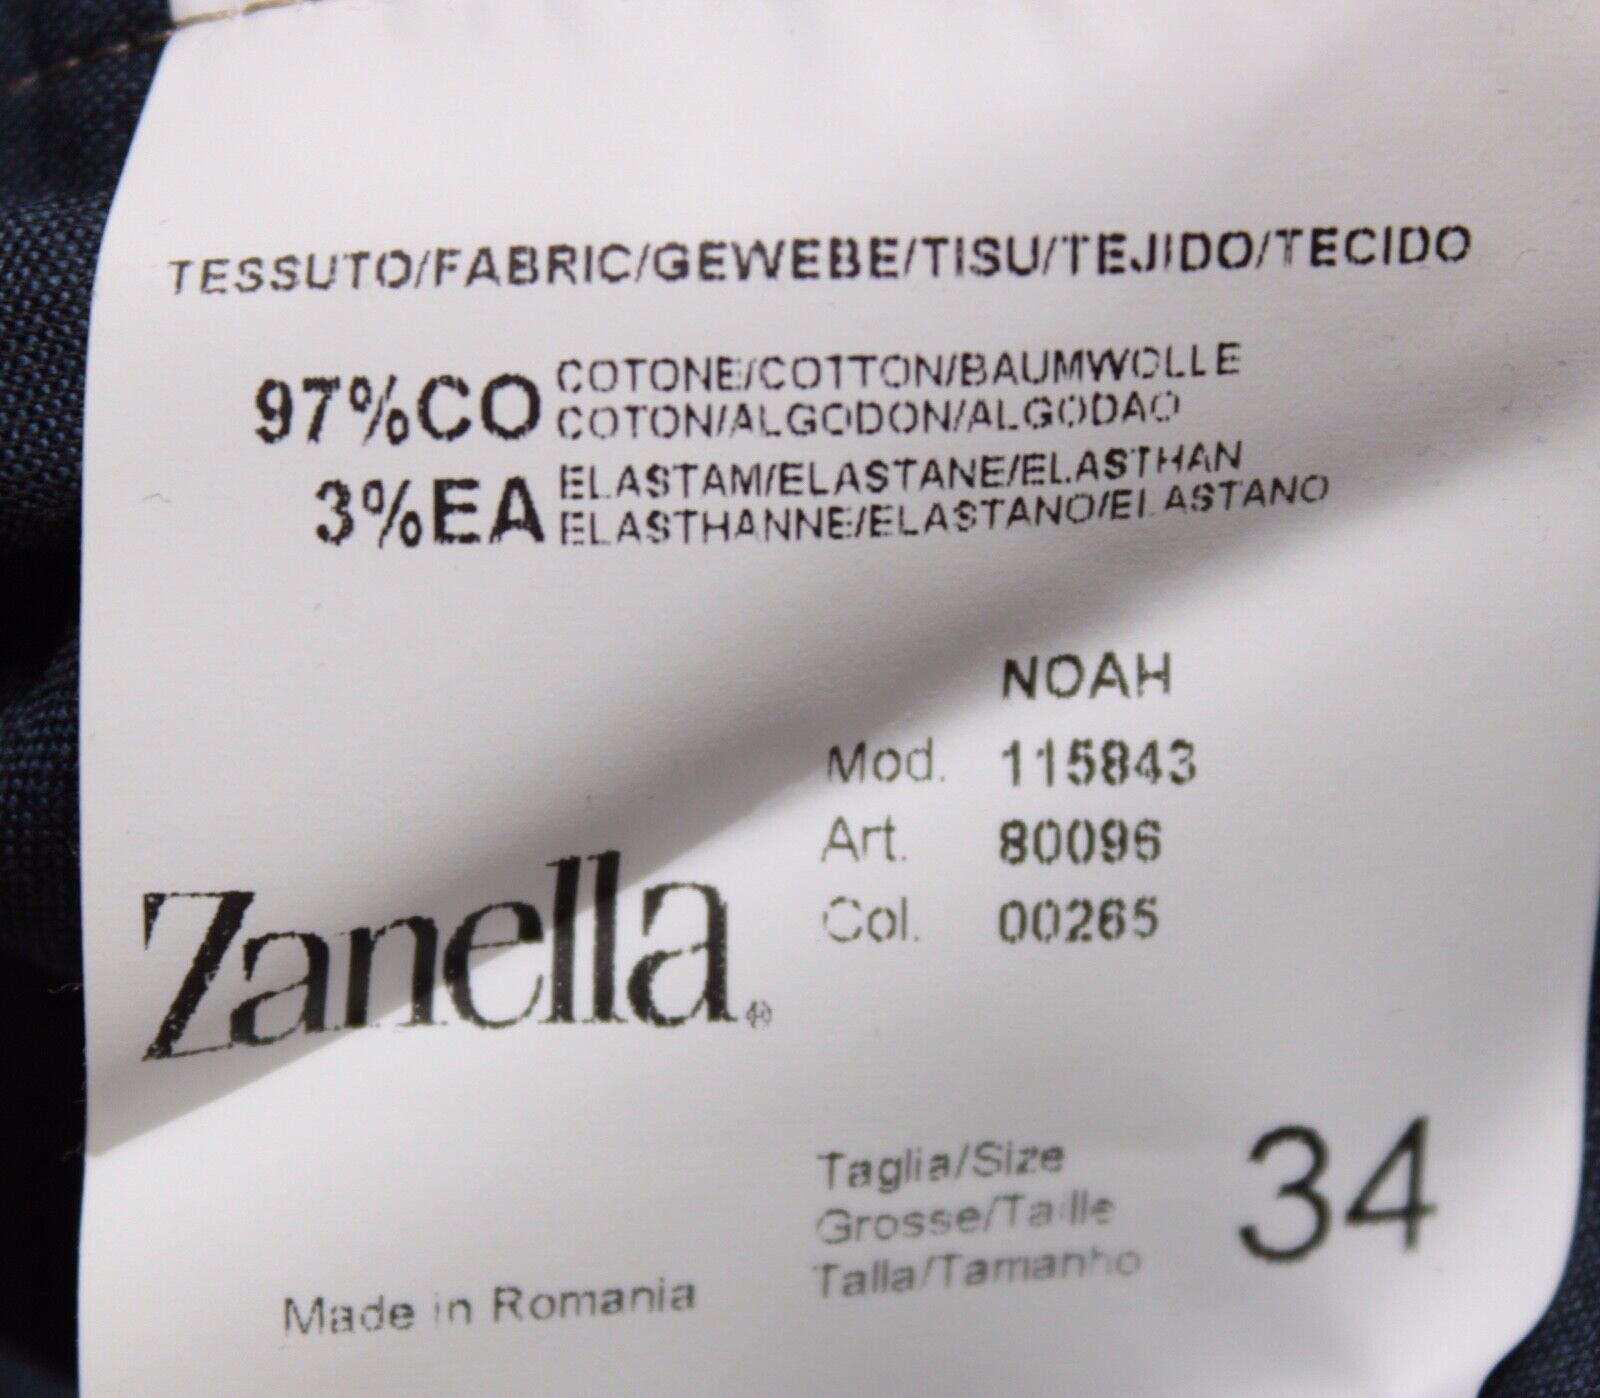 TESSUTO/FABRIC/GEWEBE/TISU/TEJIDO/TECIDO
97%CO COTONE/COTTON/BAUMWOLLE
COTON/ALGODON/ALGODAO
3%EA ELASTAM/ELASTANE/ELASTHAN
ELASTHANNE/ELASTANO/ELASTANO
NOAH
Mod. 115843
Art. 80096
Col. 00265
Zanella®
Taglia/Size
Grosse/Taille
Talla/Tamanho
34
Made in Romania